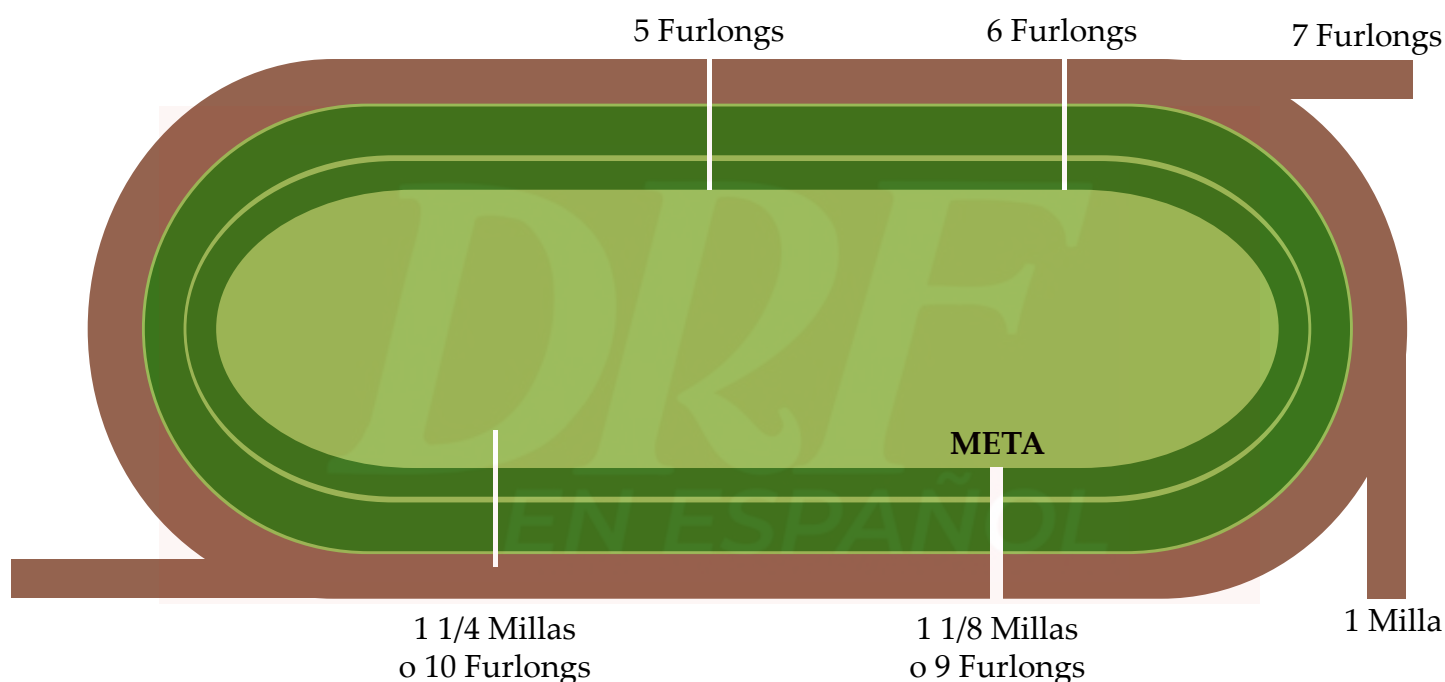 5 Furlongs
6 Furlongs
7 Furlongs
DRF
EN ESPAÑOL
META
1 1/4 Millas
o 10 Furlongs
1 1/8 Millas
o 9 Furlongs
1 Milla